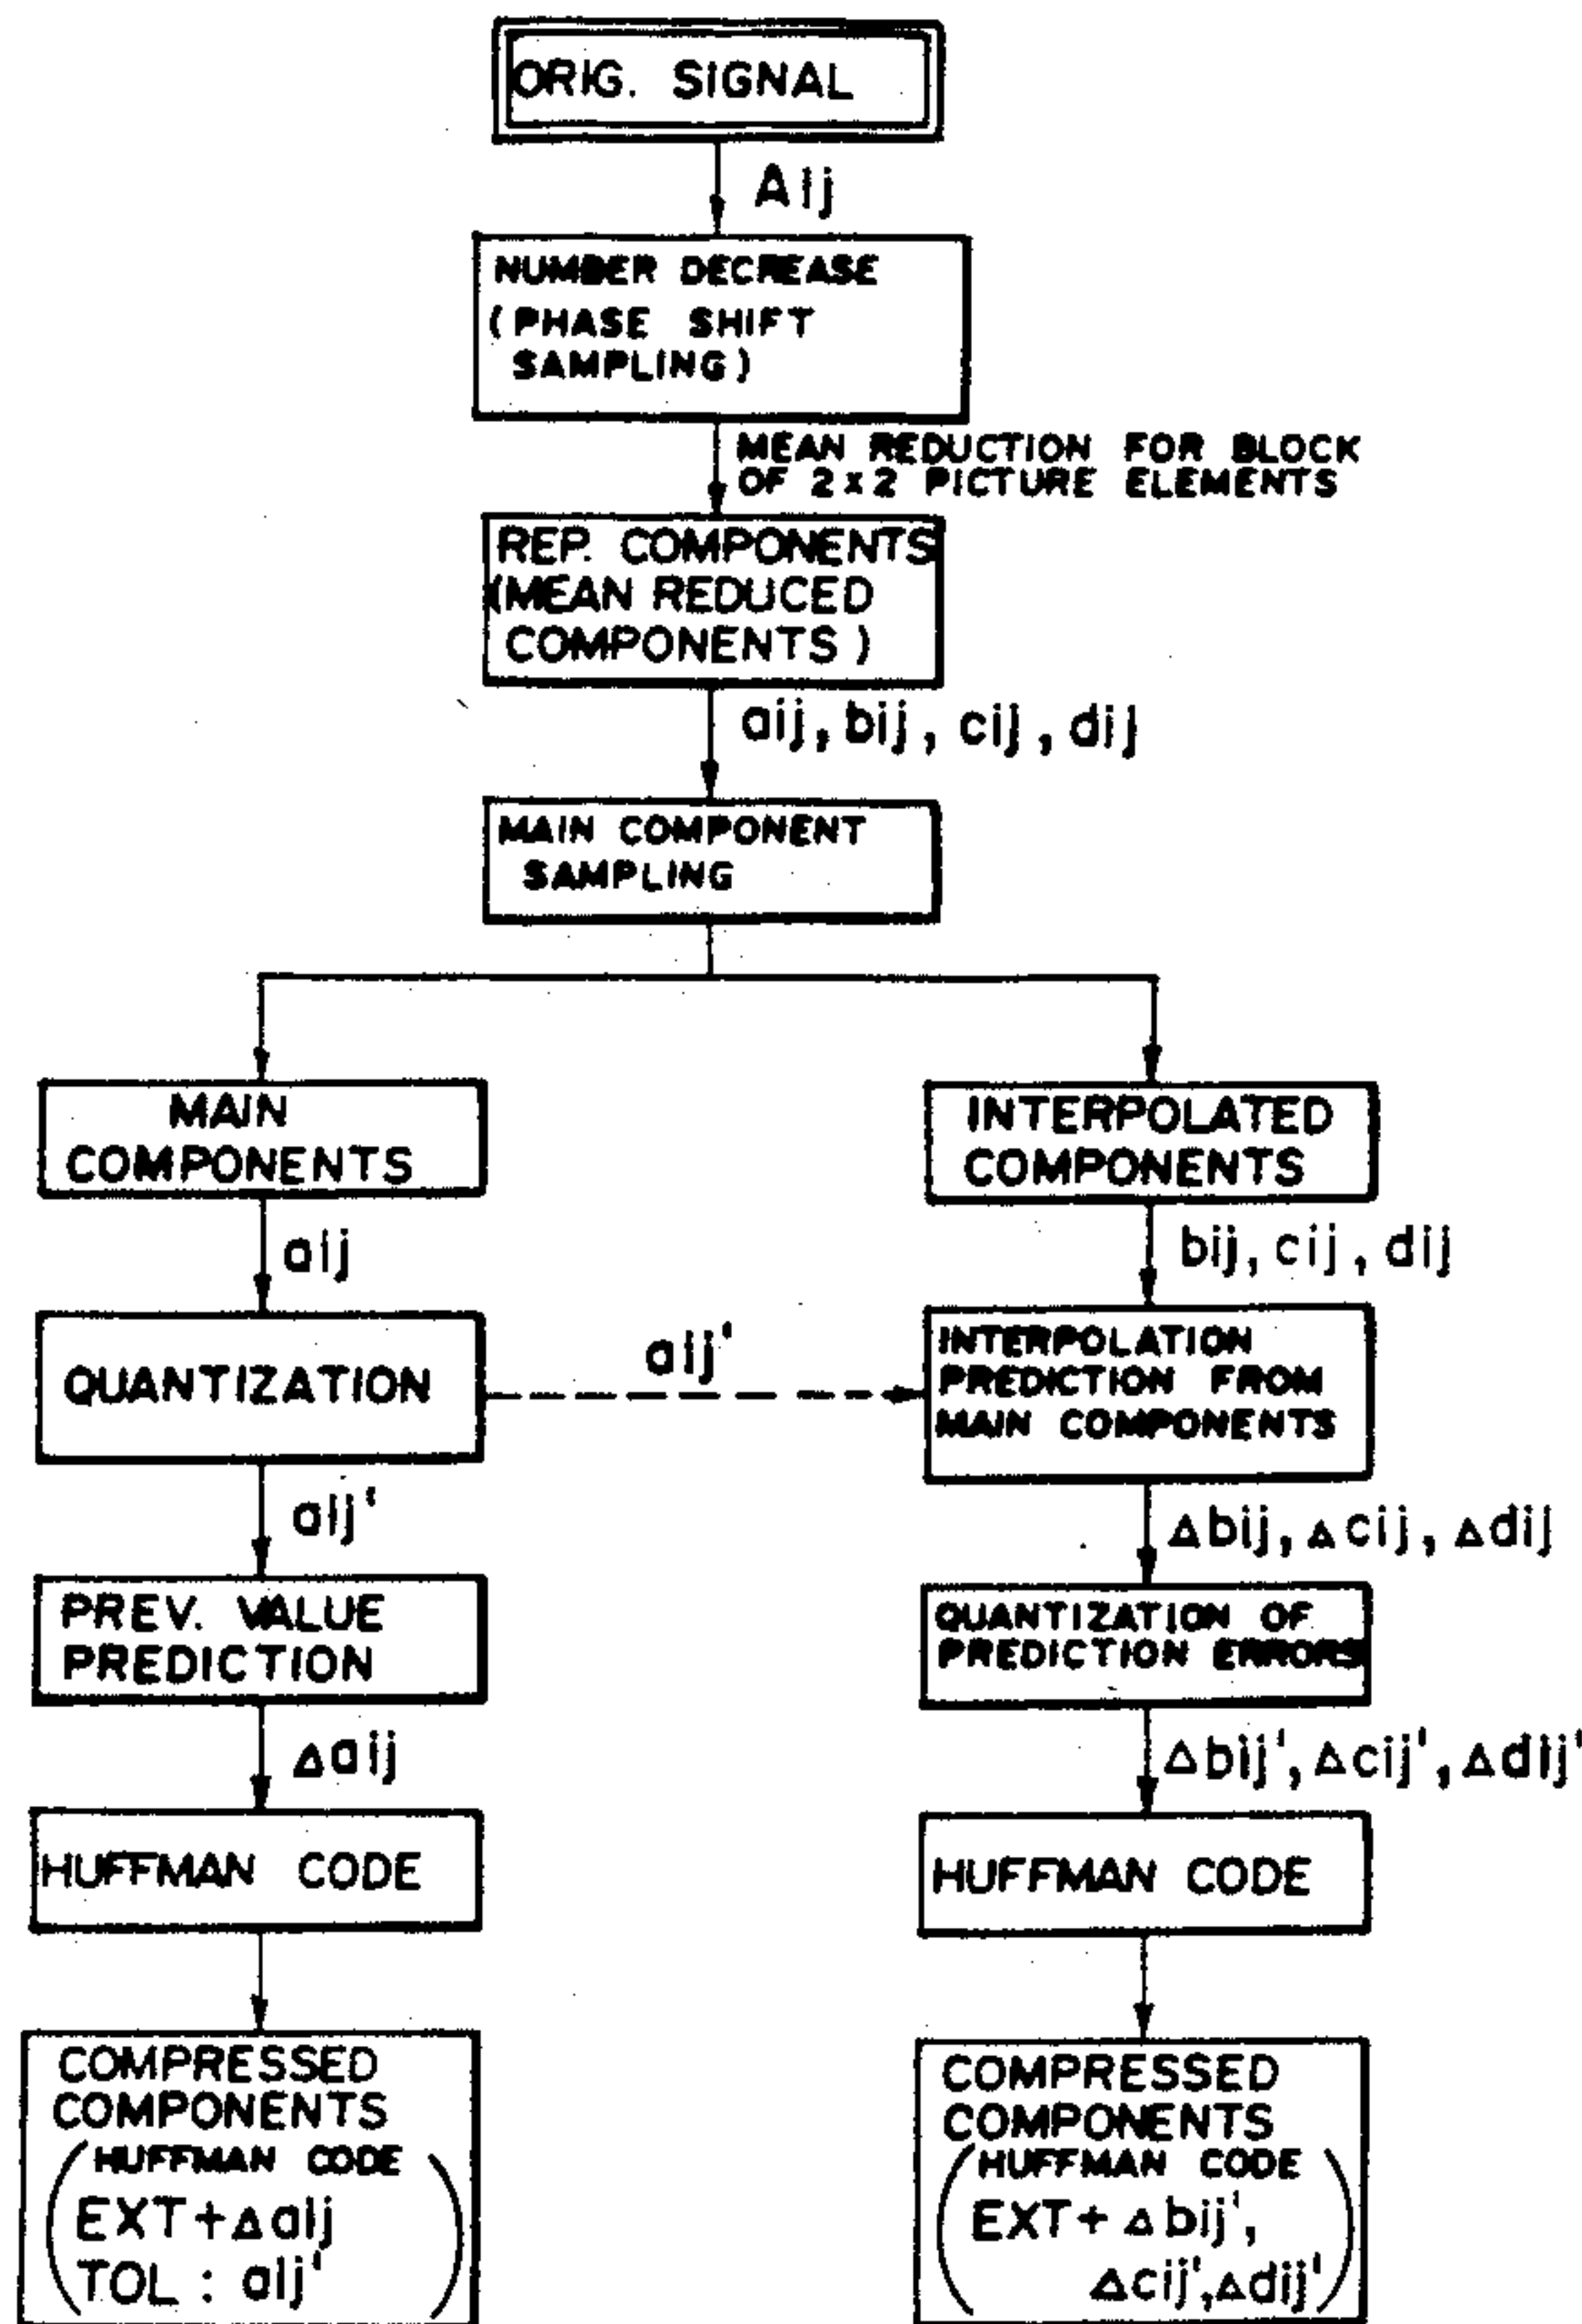 ORIG. SIGNAL
Aij
NUMBER DECREASE
(PHASE SHIFT
SAMPLING)
MEAN REDUCTION FOR BLOCK
OF 2x2 PICTURE ELEMENTS
REP. COMPONENTS
(MEAN REDUCED
COMPONENTS)
aij, bij, cij, dij
MAIN COMPONENT
SAMPLING
MAIN
COMPONENTS
INTERPOLATED
COMPONENTS
aij
bij, cij, dij
QUANTIZATION
aij'
INTERPOLATION
PREDICTION FROM
MAIN COMPONENTS
aij'
Δbij, Δcij, Δdij
PREV. VALUE
PREDICTION
QUANTIZATION OF
PREDICTION ERRORS
Δaij
Δbij', Δcij', Δdij'
HUFFMAN CODE
HUFFMAN CODE
COMPRESSED
COMPONENTS
(HUFFMAN CODE
EXT+Δaij
TOL : aij')
COMPRESSED
COMPONENTS
(HUFFMAN CODE
EXT+Δbij',
Δcij', Δdij')